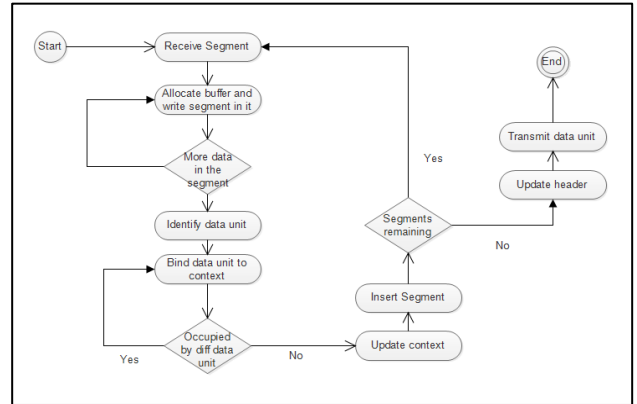 Start
Receive Segment
Allocate buffer and
write segment in it
More data
in the
segment
Identify data unit
Bind data unit to
context
Occupied
by diff data
unit
Yes
No
Update context
Insert Segment
Segments
remaining
Yes
No
Update header
Transmit data unit
End